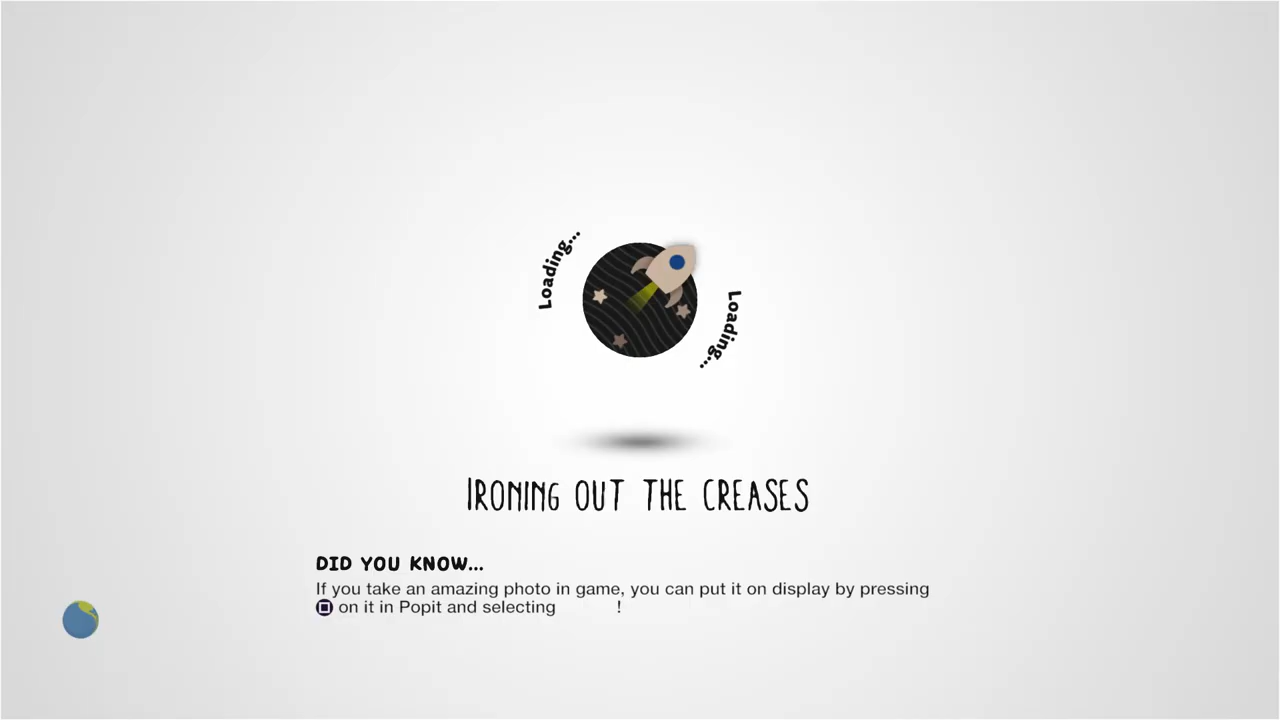 Loading...
Loading...
IRONING OUT THE CREASES
DID YOU KNOW...
If you take an amazing photo in game, you can put it on display by pressing
on it in Popit and selecting !